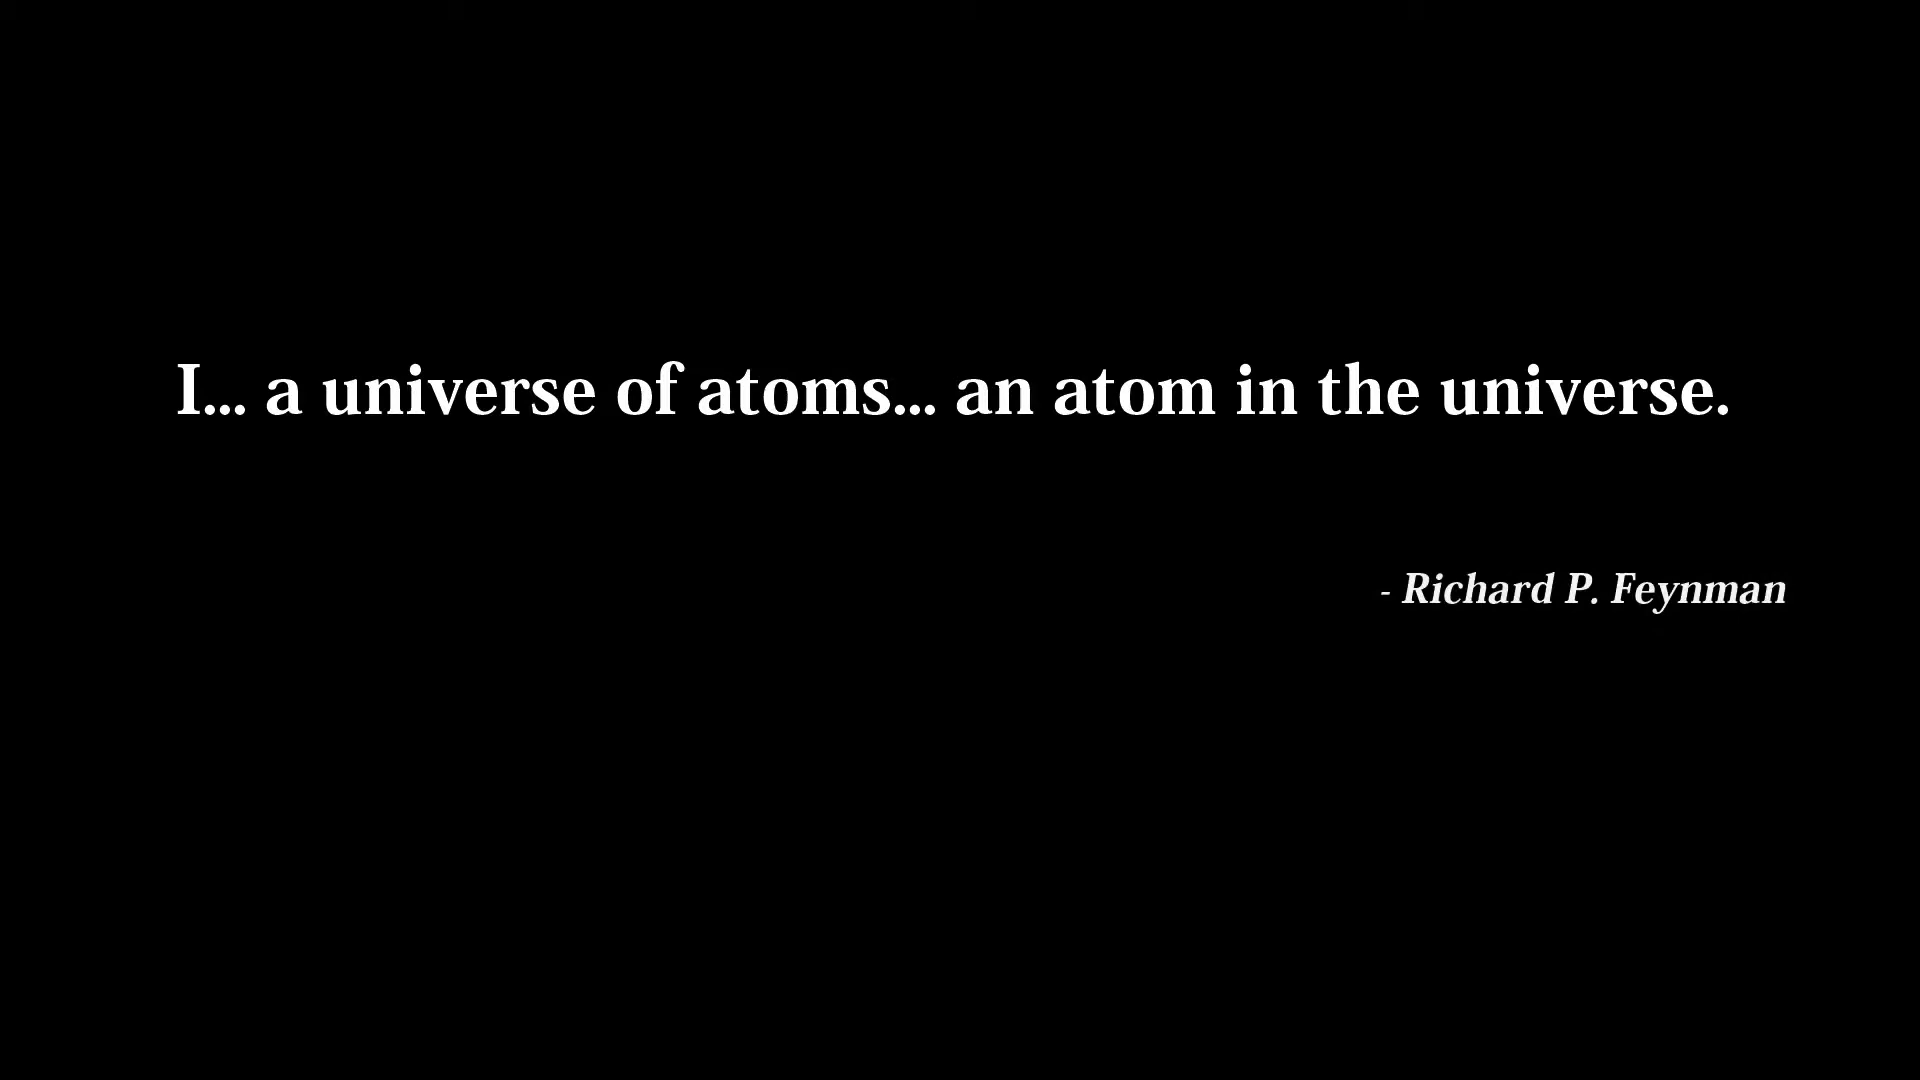 I... a universe of atoms... an atom in the universe.
- Richard P. Feynman